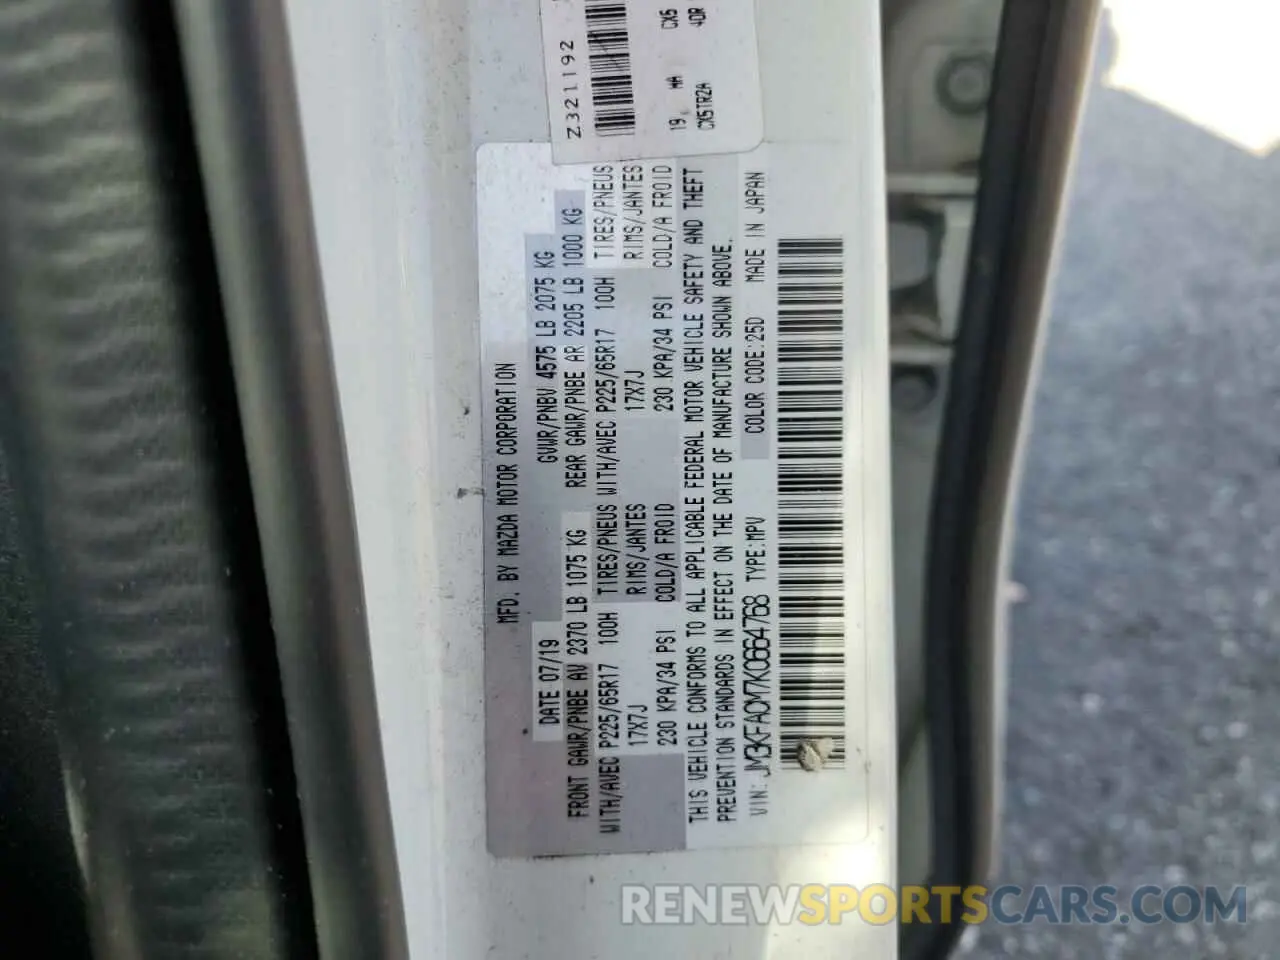 Z321192
19. MA CX5
CX5TR2A 4DR
MFD. BY MAZDA MOTOR CORPORATION
DATE 07/19 GVWR/PNBV 4575 LB 2075 KG
FRONT GAWR/PNBE AV 2370 LB 1075 KG REAR GAWR/PNBE AR 2205 LB 1000 KG
WITH/AVEC P225/65R17 100H TIRES/PNEUS WITH/AVEC P225/65R17 100H TIRES/PNEUS
17X7J RIMS/JANTES 17X7J RIMS/JANTES
230 KPA/34 PSI COLD/A FROID 230 KPA/34 PSI COLD/A FROID
THIS VEHICLE CONFORMS TO ALL APPLICABLE FEDERAL MOTOR VEHICLE SAFETY AND THEFT
PREVENTION STANDARDS IN EFFECT ON THE DATE OF MANUFACTURE SHOWN ABOVE.
VIN: JM3KFACM7K0664768 TYPE:MPV COLOR CODE:25D MADE IN JAPAN
RENEWSPORTSCARS.COM